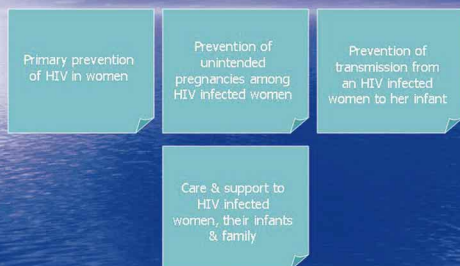 Primary prevention
of HIV in women
Prevention of
unintended
pregnancies among
HIV infected women
Prevention of
transmission from
an HIV infected
women to her infant
Care & support to
HIV infected
women, their infants
& family